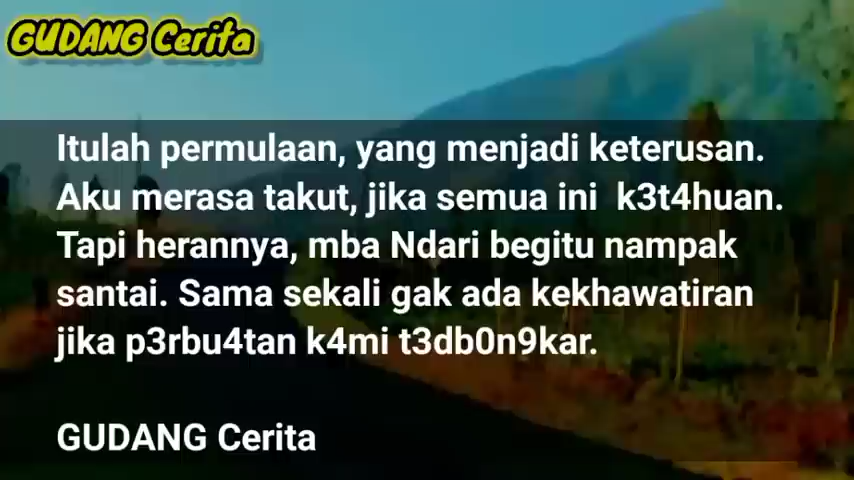 GUDANG Cerita
Itulah permulaan, yang menjadi keterusan.
Aku merasa takut, jika semua ini k3t4huan.
Tapi herannya, mba Ndari begitu nampak
santai. Sama sekali gak ada kekhawatiran
jika p3rbu4tan k4mi t3db0n9kar.
GUDANG Cerita